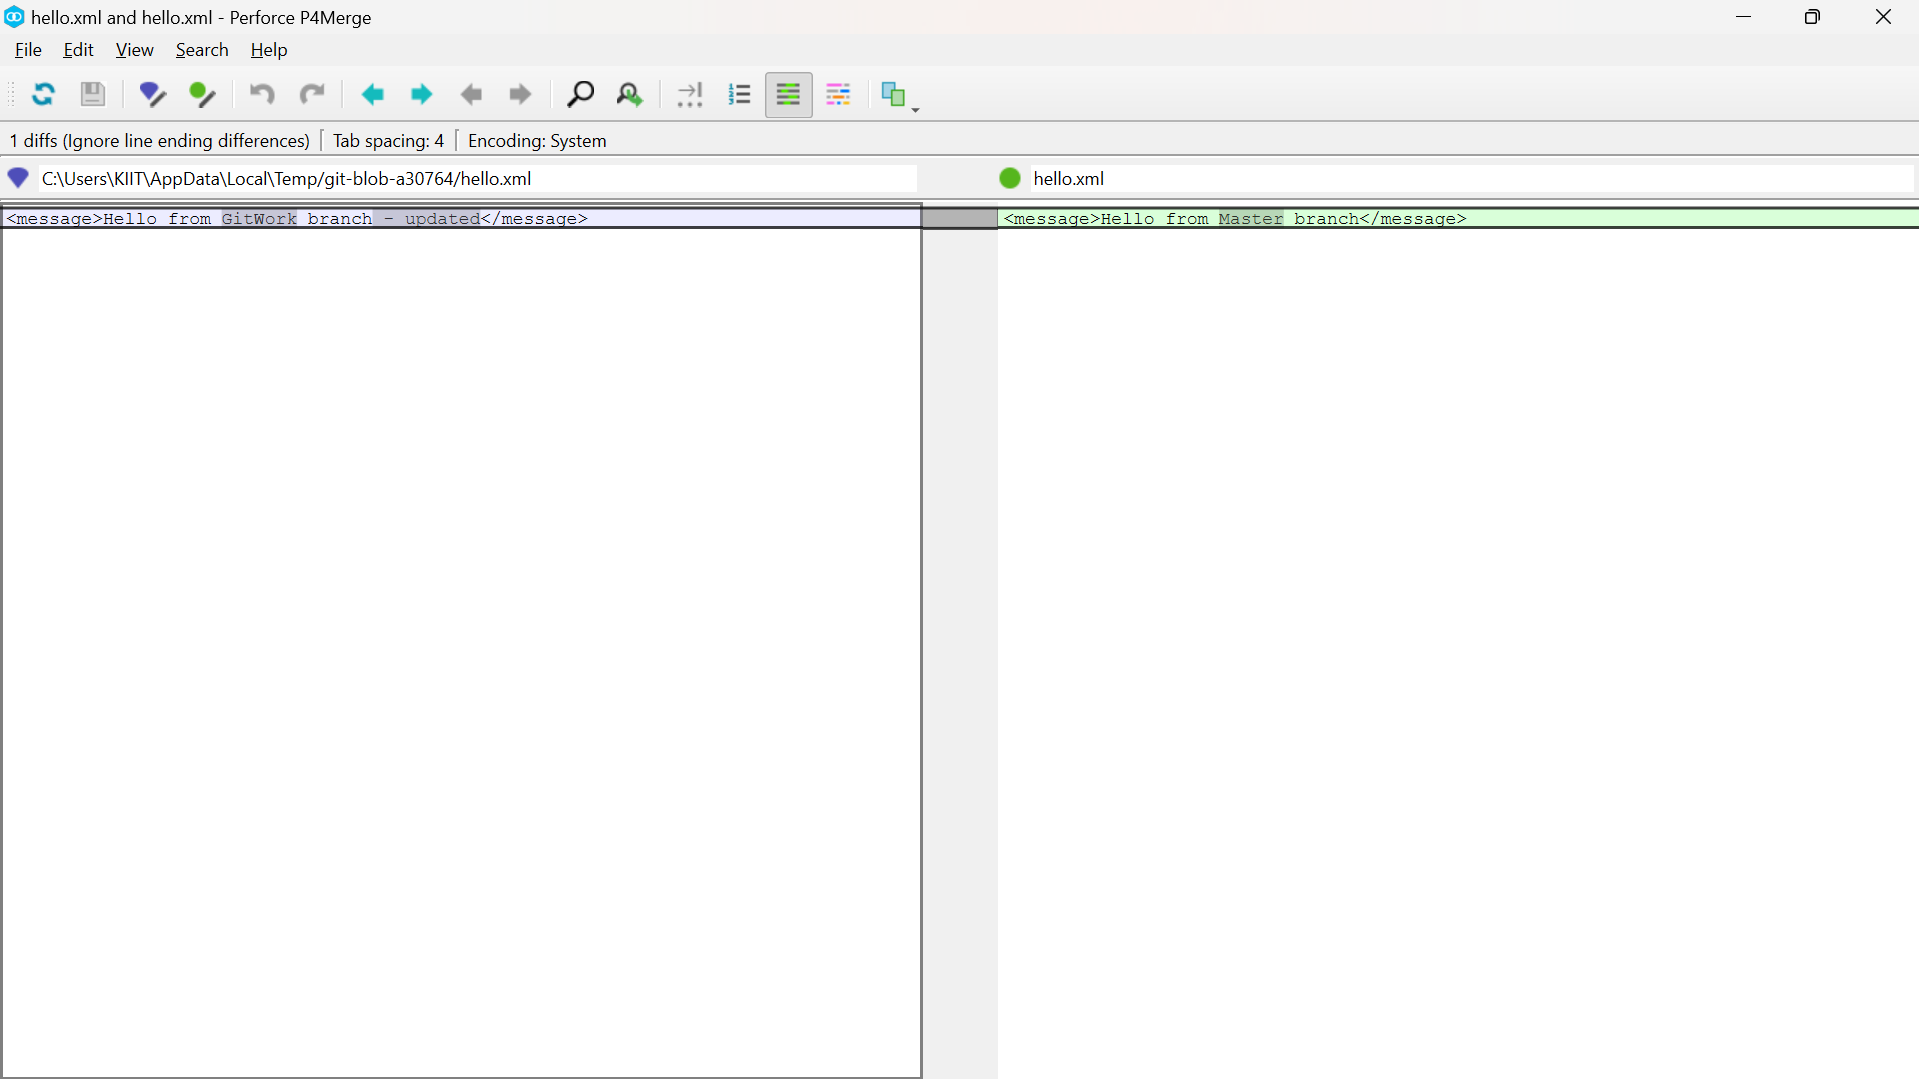 hello.xml and hello.xml - Perforce P4Merge
File Edit View Search Help
1 diffs (Ignore line ending differences) Tab spacing: 4 Encoding: System
C:\Users\KIIT\AppData\Local\Temp/git-blob-a30764/hello.xml
hello.xml
<message>Hello from GitWork branch - updated</message>
<message>Hello from Master branch</message>